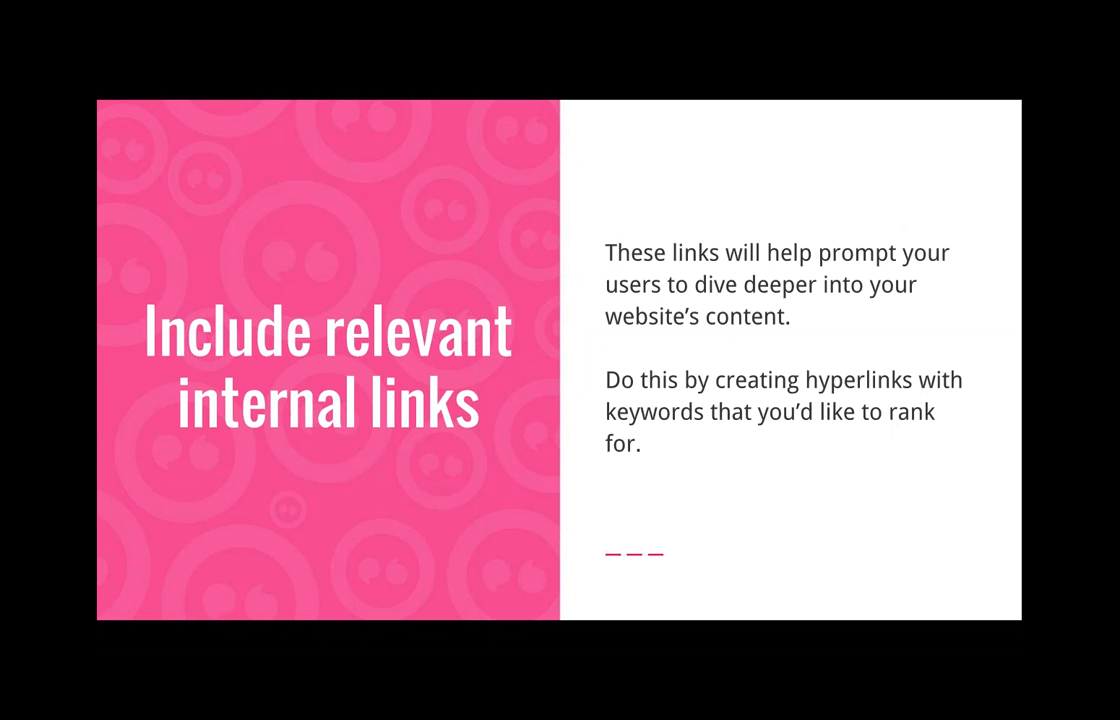 Include relevant
internal links
These links will help prompt your
users to dive deeper into your
website’s content.
Do this by creating hyperlinks with
keywords that you’d like to rank
for.